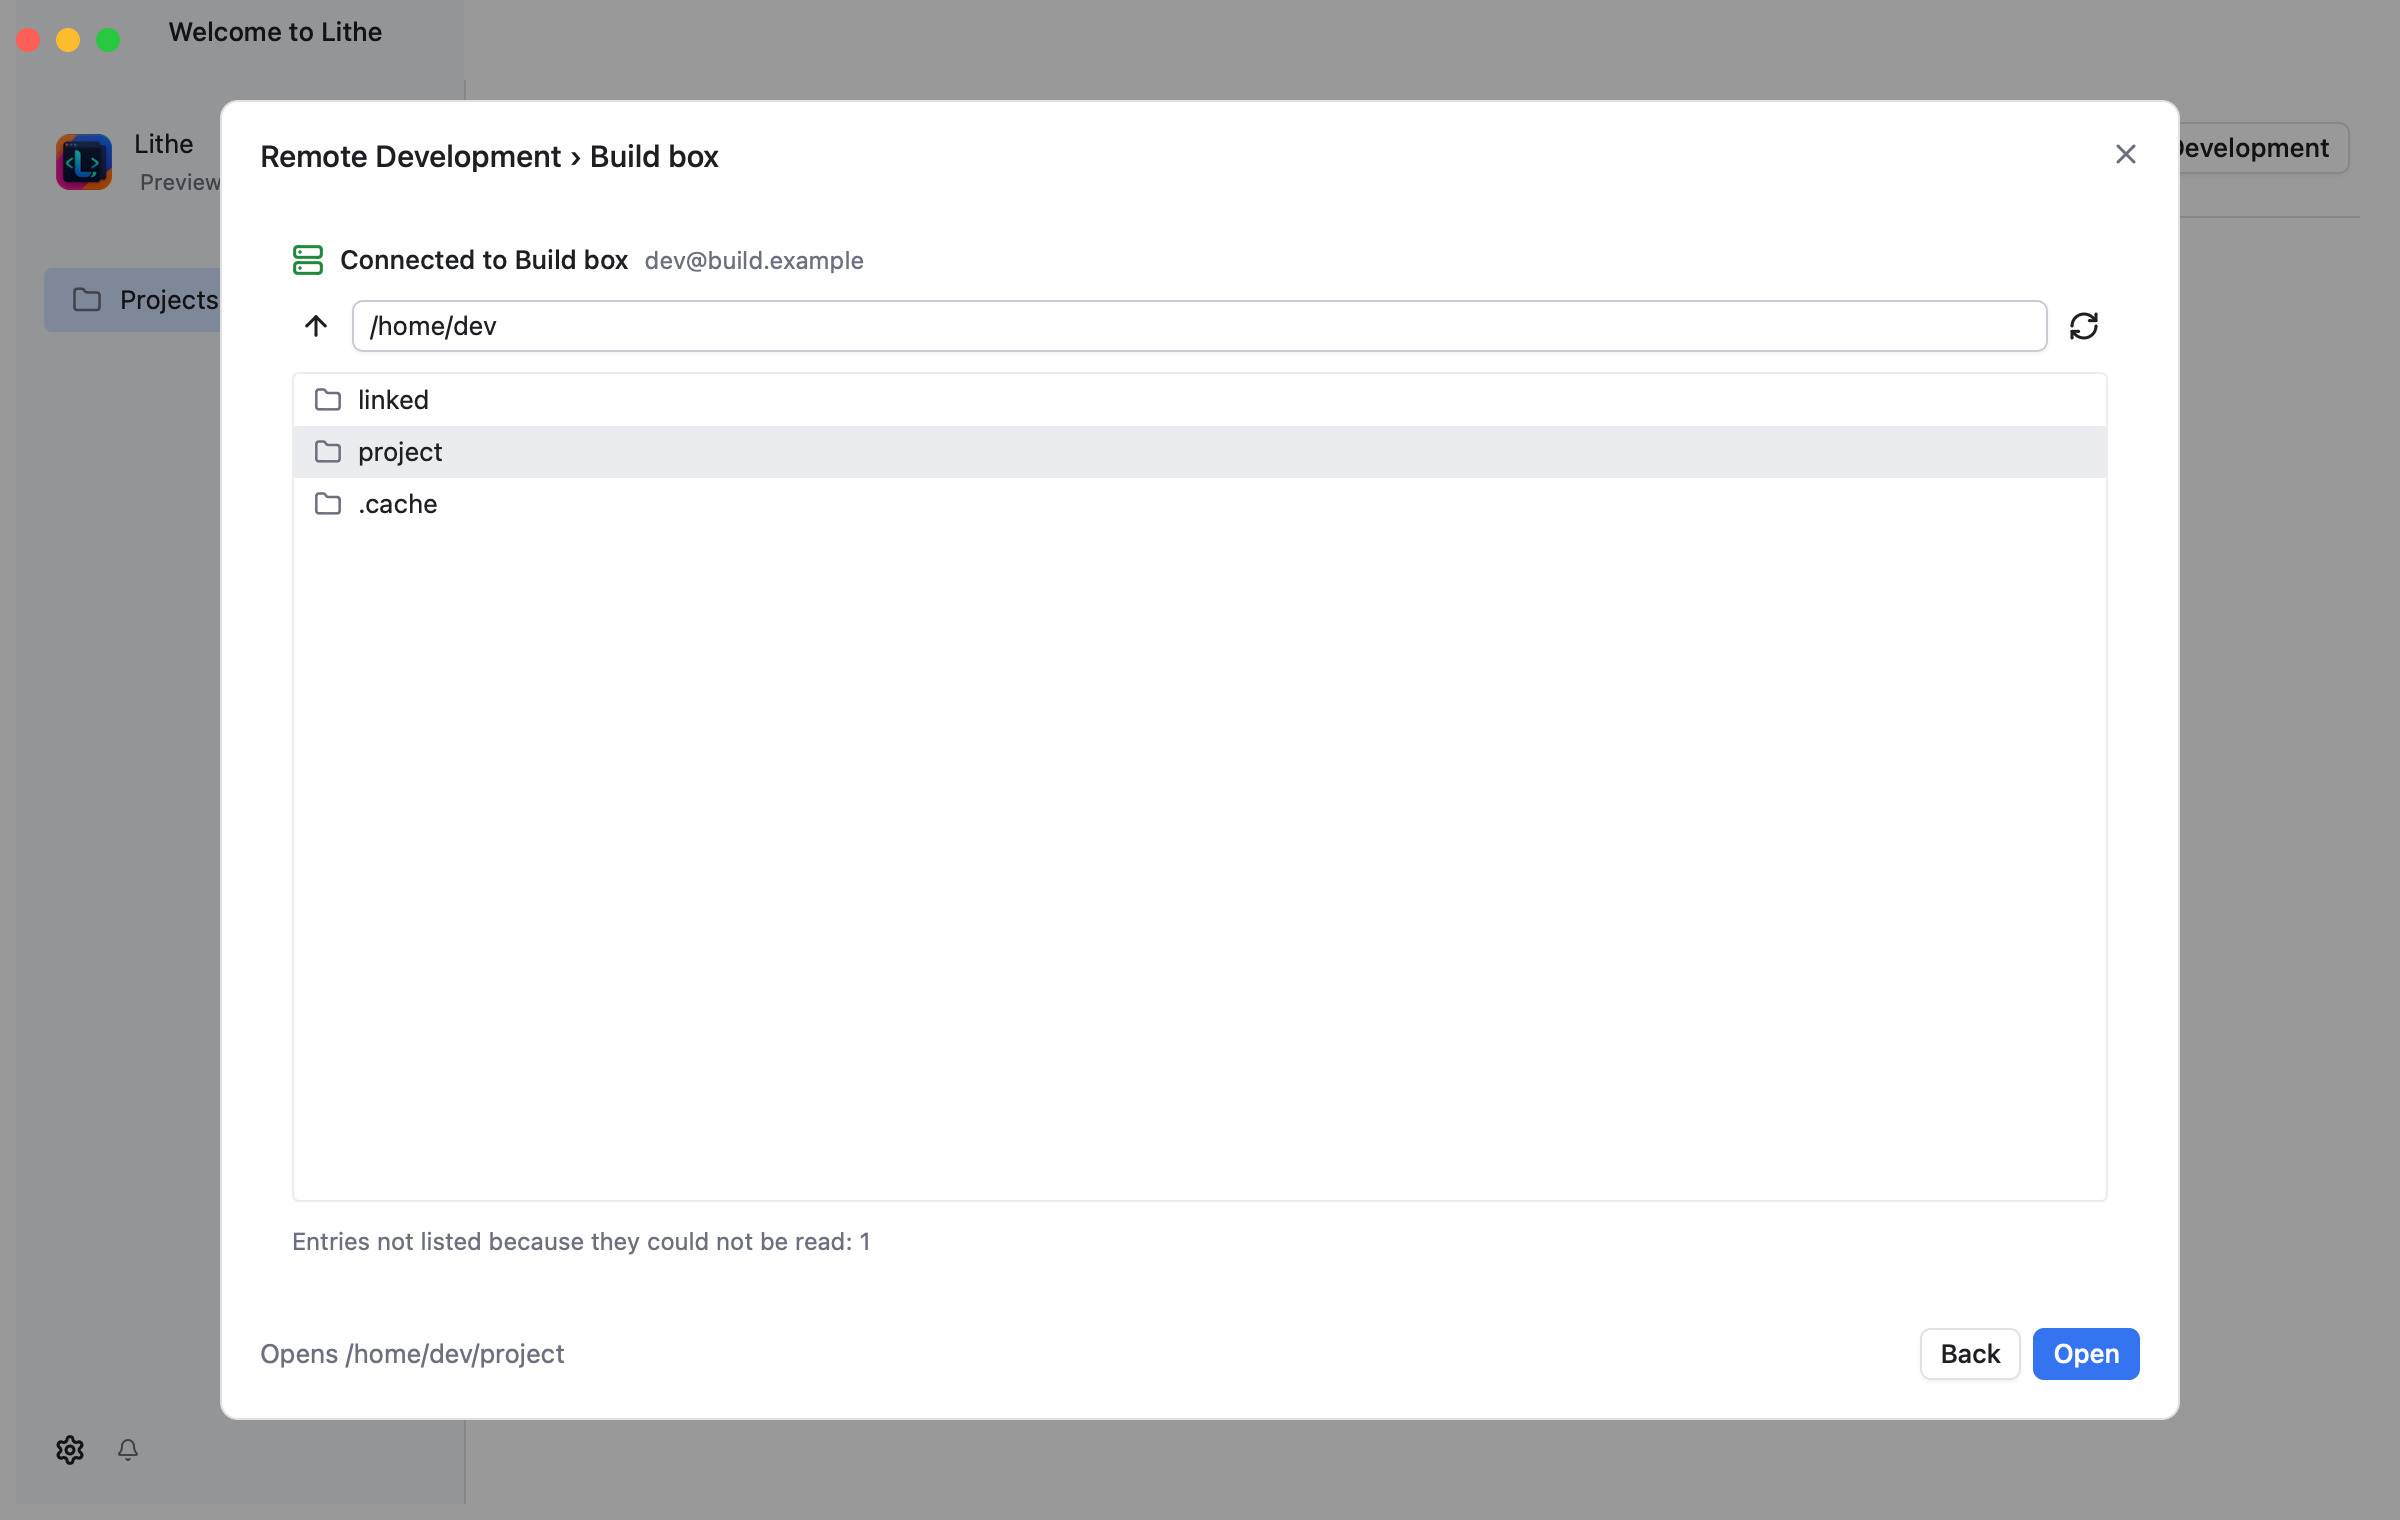 Welcome to Lithe
Lithe
Preview
Projects
Development
Remote Development › Build box
Connected to Build box dev@build.example
/home/dev
linked
project
.cache
Entries not listed because they could not be read: 1
Opens /home/dev/project
Back
Open